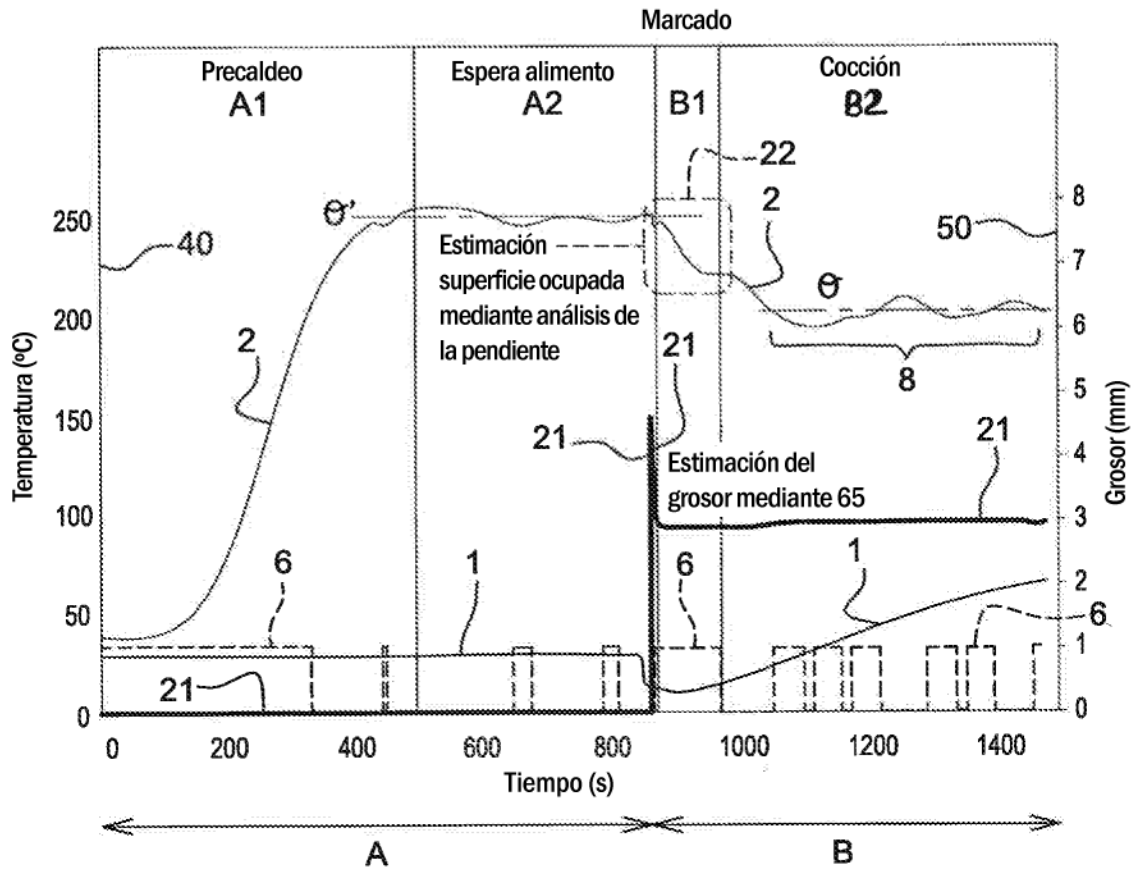 Marcado
Precaldeo
Espera alimento
Cocción
A1
A2
B1
B2
22
2
8
250
Ɵ'
7
50
40
Estimación
superficie ocupada
mediante análisis de
la pendiente
Ɵ
200
6
2
21
8
5
150
21
21
4
Temperatura (ºC)
Grosor (mm)
Estimación del
grosor mediante 65
100
3
6
1
6
1
2
50
6
1
21
0
0
0
200
400
600
800
1000
1200
1400
Tiempo (s)
A
B